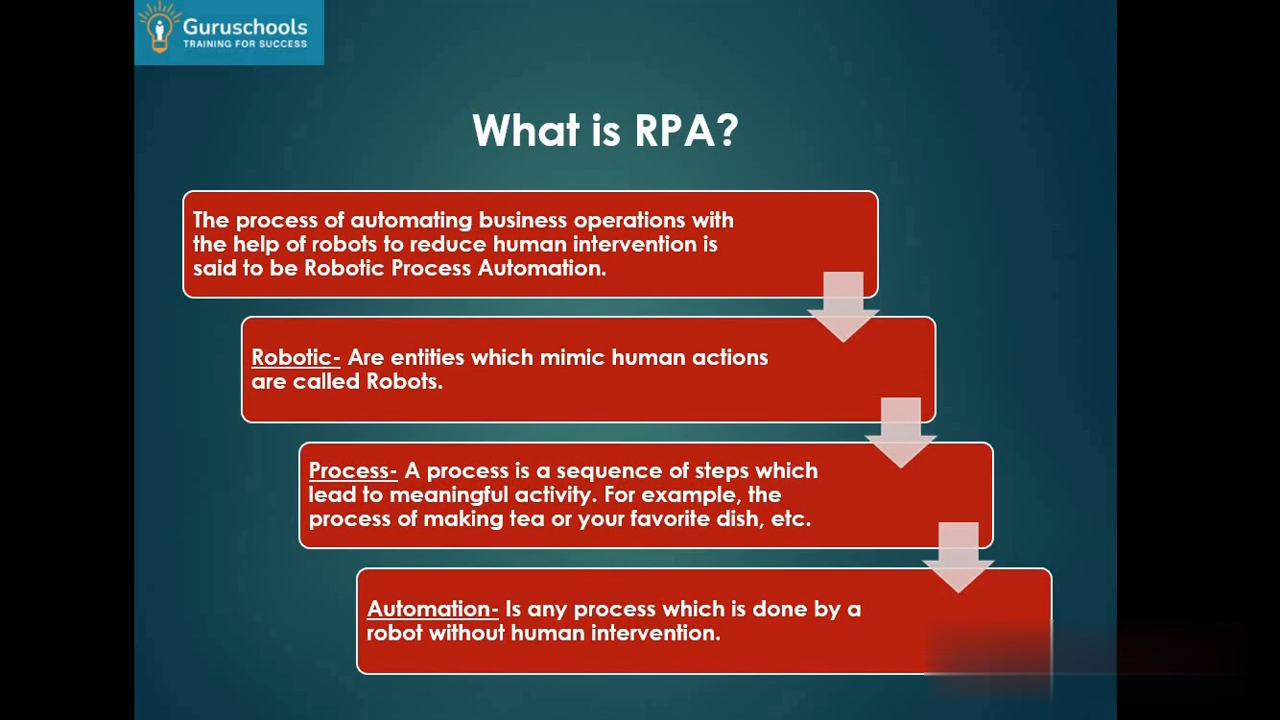 Guruschools
TRAINING FOR SUCCESS
What is RPA?
The process of automating business operations with
the help of robots to reduce human intervention is
said to be Robotic Process Automation.
Robotic- Are entities which mimic human actions
are called Robots.
Process- A process is a sequence of steps which
lead to meaningful activity. For example, the
process of making tea or your favorite dish, etc.
Automation- Is any process which is done by a
robot without human intervention.